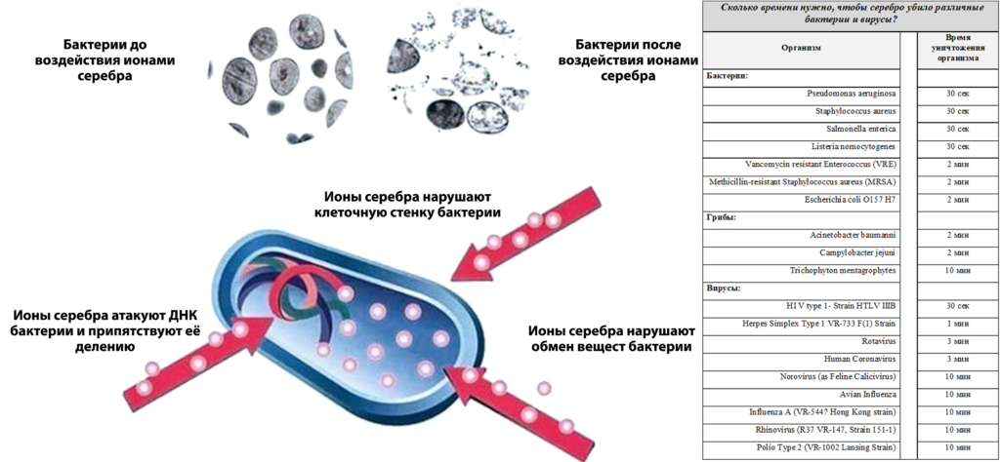 Бактерии до
воздействия ионами
серебра
Бактерии после
воздействия ионами
серебра
Ионы серебра нарушают
клеточную стенку бактерии
Ионы серебра атакуют ДНК
бактерии и припятствуют её
делению
Ионы серебра нарушают
обмен вещест бактерии
Сколько времени нужно, чтобы серебро убило различные
бактерии и вирусы?
Организм
Время
уничтожения
организма
Бактерии:
Pseudomonas aeruginosa 30 сек
Staphylococcus aureus 30 сек
Salmonella enterica 30 сек
Listeria nomocytogenes 30 сек
Vancomycin resistant Enterococcus (VRE) 2 мин
Methicillin-resistant Staphylococcus aureus (MRSA) 2 мин
Escherichia coli O157 H7 2 мин
Грибы:
Acinetobacter baumanni 2 мин
Campylobacter jejuni 2 мин
Trichophyton mentagrophytes 10 мин
Вирусы:
HIV type 1- Strain HTLV IIIB 30 сек
Herpes Simplex Type 1 VR-733 F(1) Strain 1 мин
Rotavirus 3 мин
Human Coronavirus 3 мин
Norovirus (as Feline Calicivirus) 10 мин
Avian Influenza 10 мин
Influenza A (VR-544? Hong Kong strain) 10 мин
Rhinovirus (R37 VR-147, Strain 151-1) 10 мин
Polio Type 2 (VR-1002 Lansing Strain) 10 мин